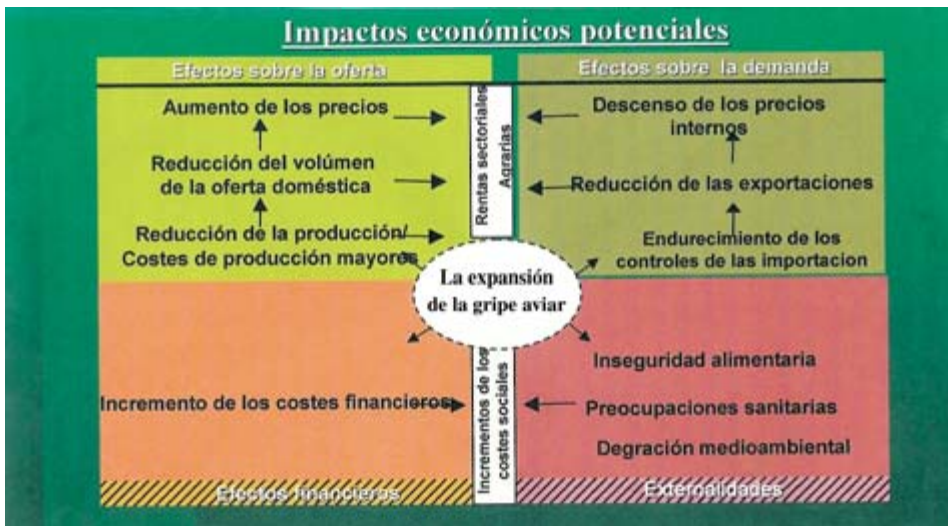 Impactos económicos potenciales
Efectos sobre la oferta
Aumento de los precios
Reducción del volúmen
de la oferta doméstica
Reducción de la producción/
Costes de producción mayores
Rentas sectoriales
Agrarias
Efectos sobre la demanda
Descenso de los precios
internos
Reducción de las exportaciones
Endurecimiento de los
controles de las importacion
La expansión
de la gripe aviar
Incremento de los costes financieros
Efectos financieros
Incrementos de los
costes sociales
Inseguridad alimentaria
Preocupaciones sanitarias
Degración medioambiental
Externalidades